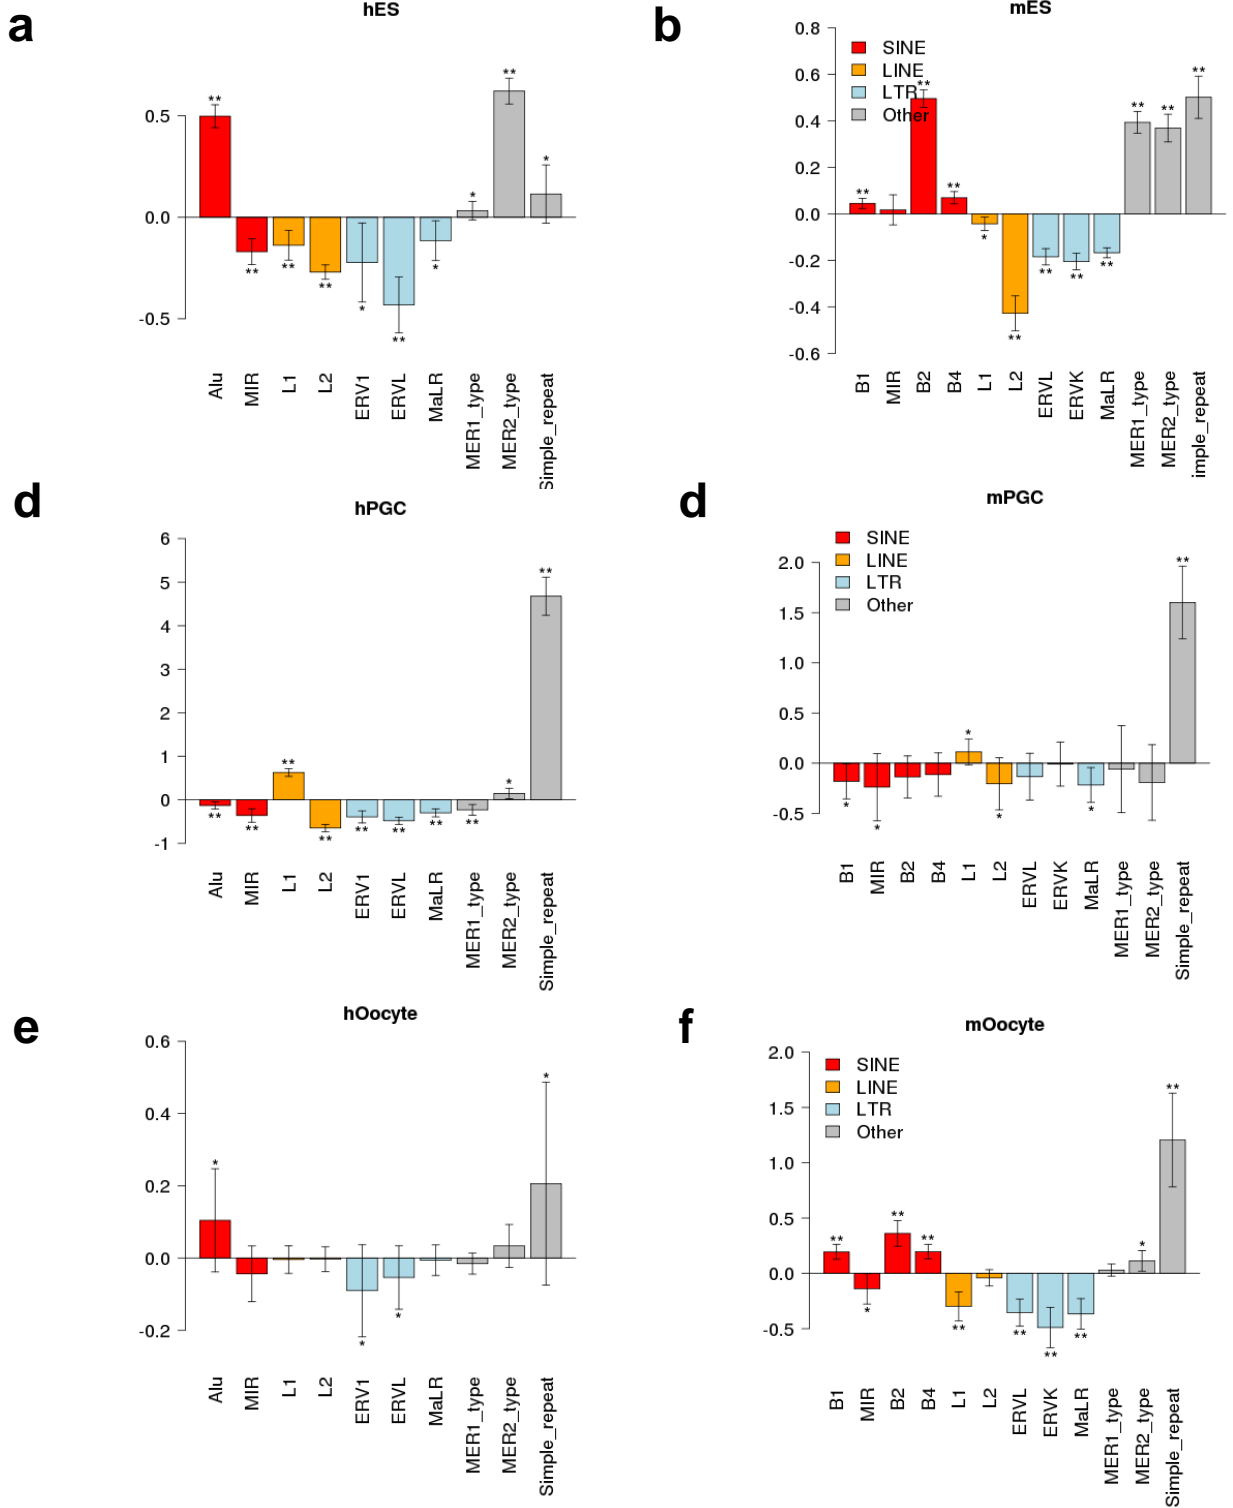 a
hES
0.5
0.0
-0.5
**
**
**
**
*
**
*
*
**
*
Alu
MIR
L1
L2
ERV1
ERVL
MaLR
MER1_type
MER2_type
Simple_repeat
b
mES
SINE
LINE
LTR
Other
0.8
0.6
0.4
0.2
0.0
-0.2
-0.4
-0.6
**
**
**
*
**
**
**
**
**
**
**
B1
MIR
B2
B4
L1
L2
ERVL
ERVK
MaLR
MER1_type
MER2_type
imple_repeat
d
hPGC
6
5
4
3
2
1
0
-1
**
**
**
**
**
**
**
**
*
**
Alu
MIR
L1
L2
ERV1
ERVL
MaLR
MER1_type
MER2_type
Simple_repeat
d
mPGC
SINE
LINE
LTR
Other
2.0
1.5
1.0
0.5
0.0
-0.5
*
*
*
*
*
**
B1
MIR
B2
B4
L1
L2
ERVL
ERVK
MaLR
MER1_type
MER2_type
Simple_repeat
e
hOocyte
0.6
0.4
0.2
0.0
-0.2
*
*
*
*
Alu
MIR
L1
L2
ERV1
ERVL
MaLR
MER1_type
MER2_type
Simple_repeat
f
mOocyte
SINE
LINE
LTR
Other
2.0
1.5
1.0
0.5
0.0
-0.5
**
*
**
**
**
**
**
**
*
**
B1
MIR
B2
B4
L1
L2
ERVL
ERVK
MaLR
MER1_type
MER2_type
Simple_repeat